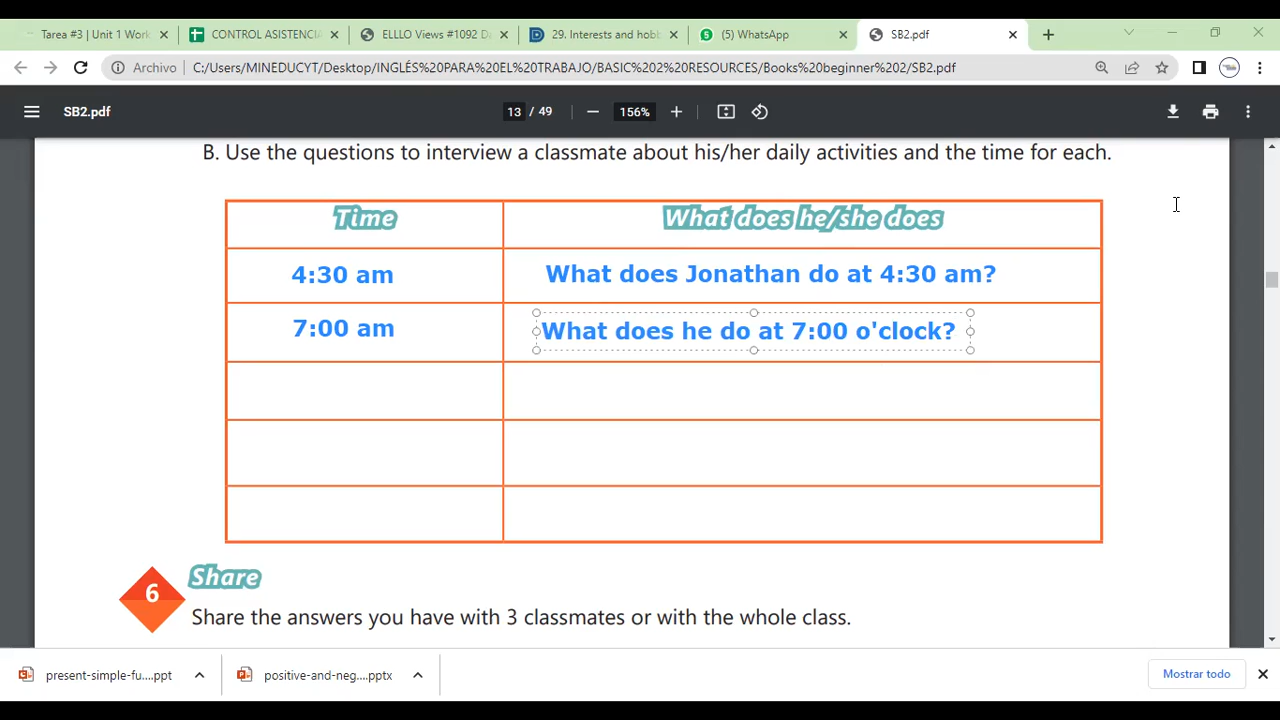 Tarea #3 | Unit 1 Work
CONTROL ASISTENCIA
ELLLO Views #1092 Da
29. Interests and hobb
(5) WhatsApp
SB2.pdf
Archivo
C:/Users/MINEDUCYT/Desktop/INGLÉS%20PARA%20EL%20TRABAJO/BASIC%202%20RESOURCES/Books%20beginner%202/SB2.pdf
SB2.pdf
13 / 49
156%
B. Use the questions to interview a classmate about his/her daily activities and the time for each.
Time
What does he/she does
4:30 am
What does Jonathan do at 4:30 am?
7:00 am
What does he do at 7:00 o'clock?
6
Share
Share the answers you have with 3 classmates or with the whole class.
present-simple-fu....ppt
positive-and-neg....pptx
Mostrar todo